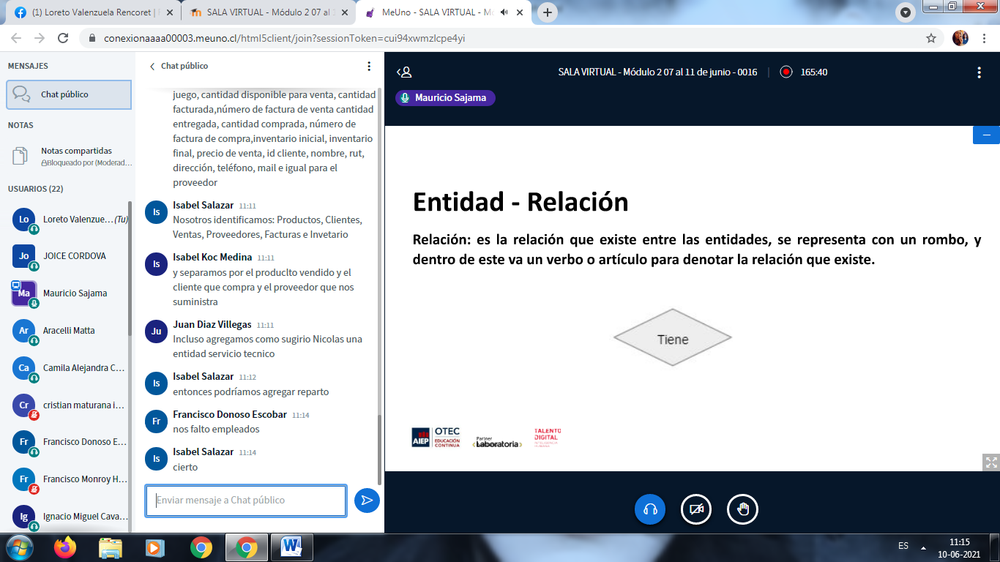 (1) Loreto Valenzuela Rencoret |
SALA VIRTUAL - Módulo 2 07 al
MeUno - SALA VIRTUAL - Mó
conexionaaaa00003.meuno.cl/html5client/join?sessionToken=cui94xwmzlcpe4yi
MENSAJES
Chat público
NOTAS
Notas compartidas
Bloqueado por (Moderad...
USUARIOS (22)
Lo Loreto Valenzue... (Tu)
Jo JOICE CORDOVA
Ma Mauricio Sajama
Ar Aracelli Matta
Ca Camila Alejandra C...
Cr cristian maturana i...
Fr Francisco Donoso E...
Fr Francisco Monroy H...
Ig Ignacio Miguel Cava...
Chat público
juego, cantidad disponible para venta, cantidad
facturada,número de factura de venta cantidad
entregada, cantidad comprada, número de
factura de compra,inventario inicial, inventario
final, precio de venta, id cliente, nombre, rut,
dirección, teléfono, mail e igual para el
proveedor
Is Isabel Salazar 11:11
Nosotros identificamos: Productos, Clientes,
Ventas, Proveedores, Facturas e Invetario
Is Isabel Koc Medina 11:11
y separamos por el produclto vendido y el
cliente que compra y el proveedor que nos
suministra
Ju Juan Diaz Villegas 11:11
Incluso agregamos como sugirio Nicolas una
entidad servicio tecnico
Is Isabel Salazar 11:12
entonces podríamos agregar reparto
Fr Francisco Donoso Escobar 11:14
nos falto empleados
Is Isabel Salazar 11:14
cierto
Enviar mensaje a Chat público
SALA VIRTUAL - Módulo 2 07 al 11 de junio - 0016 | 165:40
Mauricio Sajama
Entidad - Relación
Relación: es la relación que existe entre las entidades, se representa con un rombo, y
dentro de este va un verbo o artículo para denotar la relación que existe.
Tiene
AIEP OTEC
EDUCACIÓN
CONTINUA
Partner
Laboratoria
TALENTO
DIGITAL
ES
11:15
10-06-2021